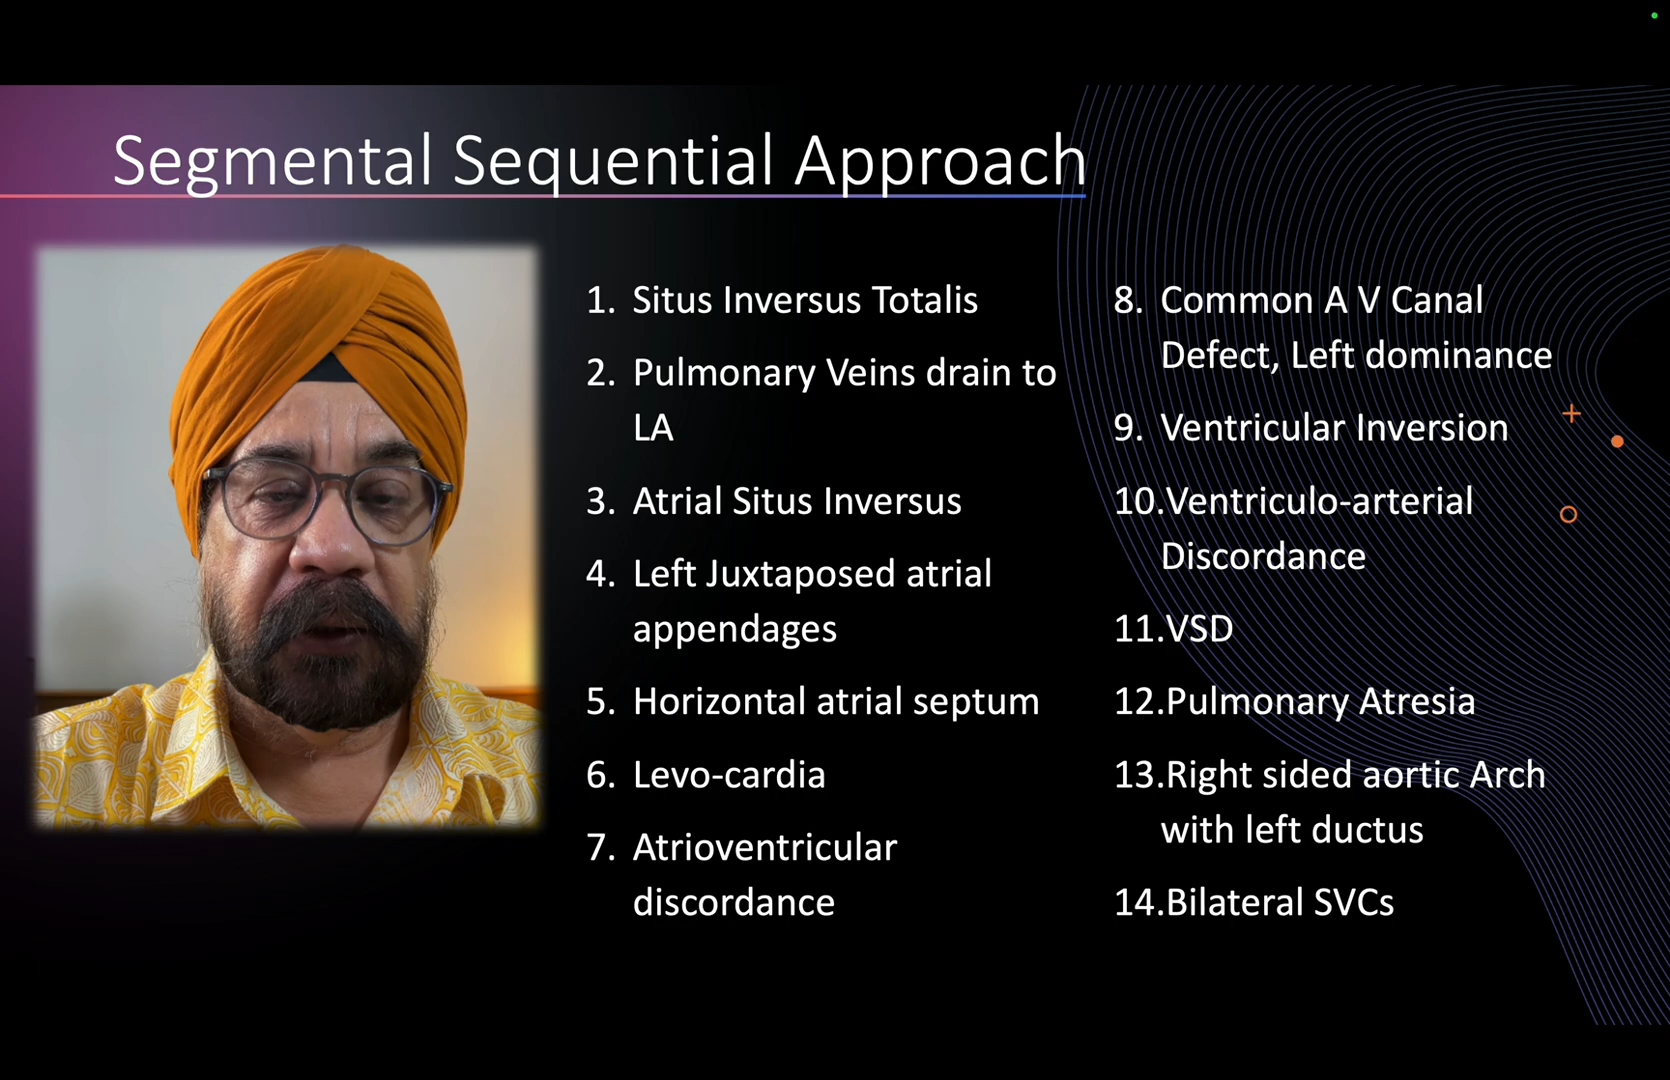 Segmental Sequential Approach
1. Situs Inversus Totalis
2. Pulmonary Veins drain to
LA
3. Atrial Situs Inversus
4. Left Juxtaposed atrial
appendages
5. Horizontal atrial septum
6. Levo-cardia
7. Atrioventricular
discordance
8. Common A V Canal
Defect, Left dominance
9. Ventricular Inversion
10.Ventriculo-arterial
Discordance
11.VSD
12.Pulmonary Atresia
13.Right sided aortic Arch
with left ductus
14.Bilateral SVCs